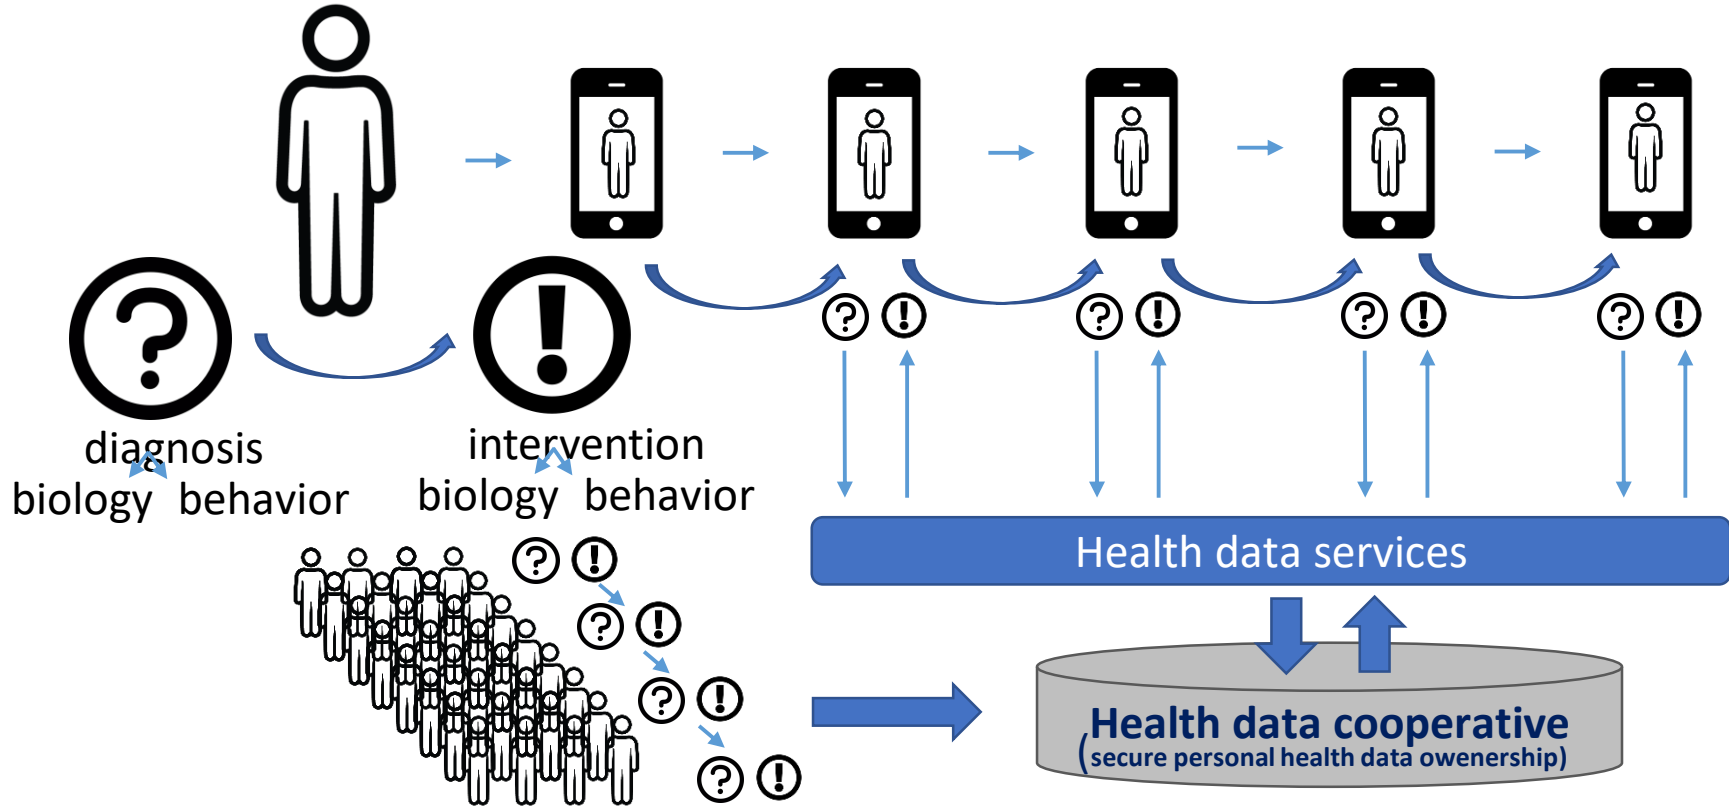 diagnosis
biology behavior
intervention
biology behavior
Health data services
Health data cooperative
(secure personal health data owenership)